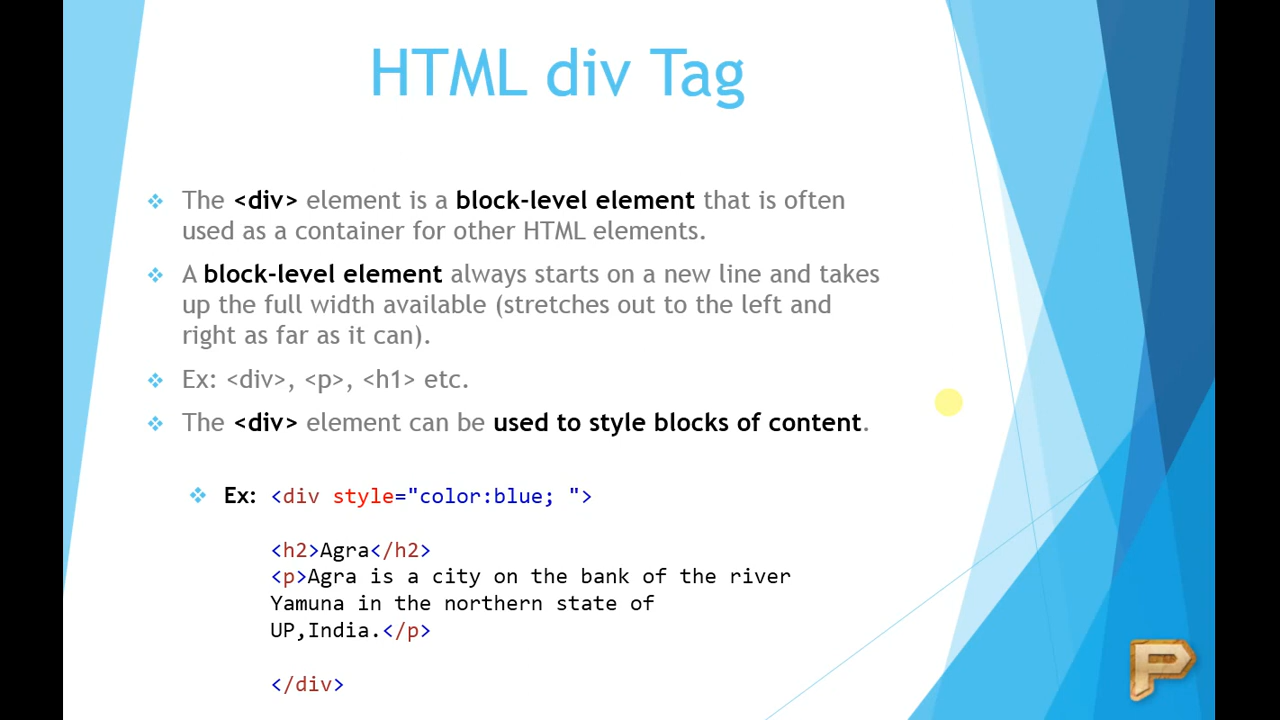 HTML div Tag
The <div> element is a block-level element that is often
used as a container for other HTML elements.
A block-level element always starts on a new line and takes
up the full width available (stretches out to the left and
right as far as it can).
Ex: <div>, <p>, <h1> etc.
The <div> element can be used to style blocks of content.
Ex: <div style="color:blue; ">
<h2>Agra</h2>
<p>Agra is a city on the bank of the river
Yamuna in the northern state of
UP,India.</p>
</div>
P